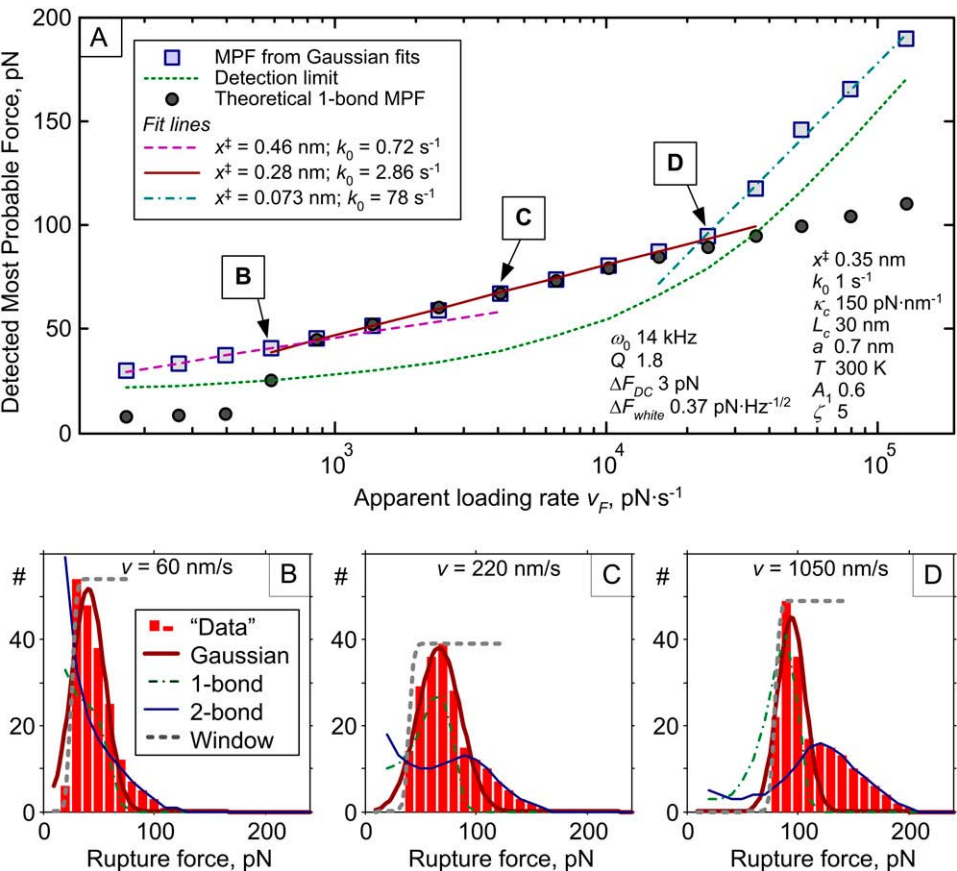 A
Detected Most Probable Force, pN
200
150
100
50
0
MPF from Gaussian fits
Detection limit
Theoretical 1-bond MPF
Fit lines
x‡ = 0.46 nm; k0 = 0.72 s-1
x‡ = 0.28 nm; k0 = 2.86 s-1
x‡ = 0.073 nm; k0 = 78 s-1
B
C
D
x‡ 0.35 nm
k0 1 s-1
κc 150 pN·nm-1
Lc 30 nm
a 0.7 nm
T 300 K
A1 0.6
ζ 5
ω0 14 kHz
Q 1.8
ΔFDC 3 pN
ΔFwhite 0.37 pN·Hz-1/2
10^3
10^4
10^5
Apparent loading rate vF, pN·s-1
#
v = 60 nm/s
B
40
20
0
"Data"
Gaussian
1-bond
2-bond
Window
0
100
200
Rupture force, pN
#
v = 220 nm/s
C
40
20
0
0
100
200
Rupture force, pN
#
v = 1050 nm/s
D
40
20
0
0
100
200
Rupture force, pN